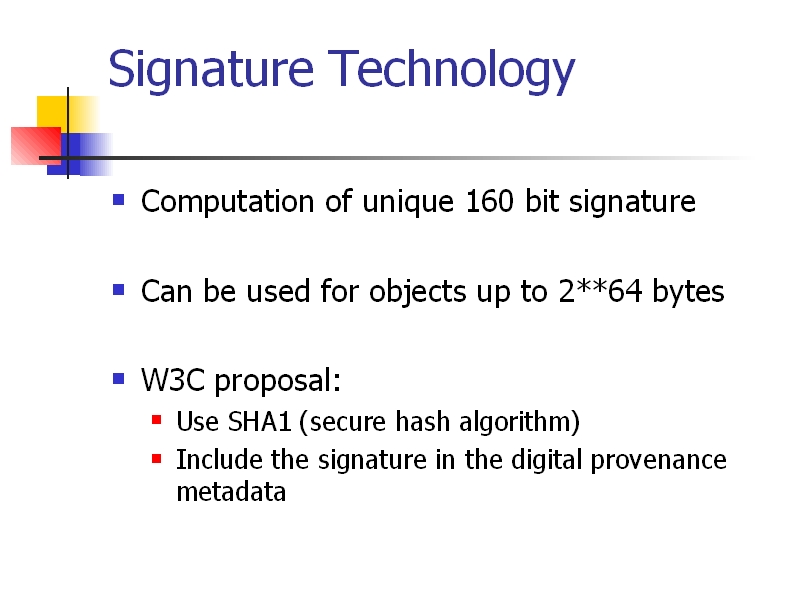 Signature Technology
Computation of unique 160 bit signature
Can be used for objects up to 2**64 bytes
W3C proposal:
Use SHA1 (secure hash algorithm)
Include the signature in the digital provenance
metadata